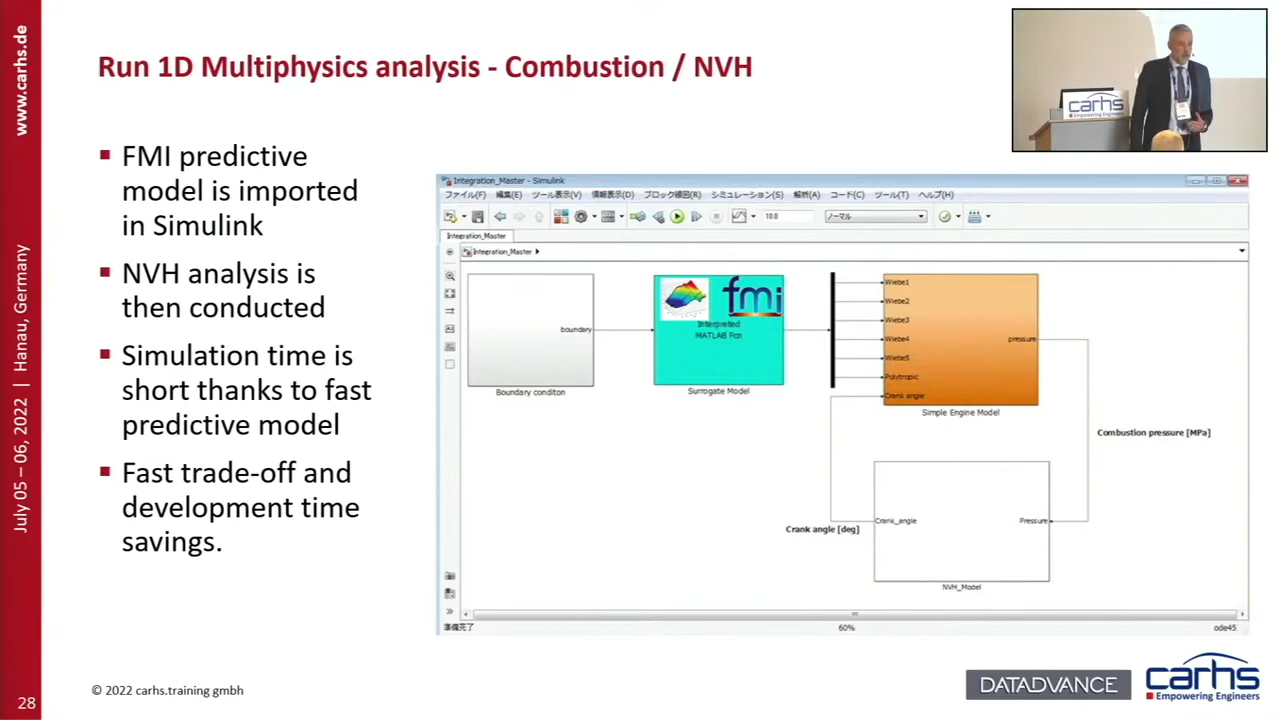 www.carhs.de
July 05 – 06, 2022 | Hanau, Germany
28
Run 1D Multiphysics analysis - Combustion / NVH
▪ FMI predictive
model is imported
in Simulink
▪ NVH analysis is
then conducted
▪ Simulation time is
short thanks to fast
predictive model
▪ Fast trade-off and
development time
savings.
carhs
Empowering Engineers
Integration_Master - Simulink
ファイル(F) 編集(E) ツール表示(V) 情報表示(D) ブロック線図(R) シミュレーション(S) 解析(A) コード(C) ツール(T) ヘルプ(H)
10.0 ノーマル
Integration_Master
Integration_Master
boundary
Boundary conditon
fmi
Interpreted
MATLAB Fcn
Surrogate Model
Wiebe1
Wiebe2
Wiebe3
Wiebe4
Wiebe5
Polytropic
Crank angle
pressure
Simple Engine Model
Combustion pressure [MPa]
Crank angle [deg]
Crank_angle
Pressure
NVH_Model
準備完了 60% ode45
© 2022 carhs.training gmbh
DATADVANCE
carhs
Empowering Engineers